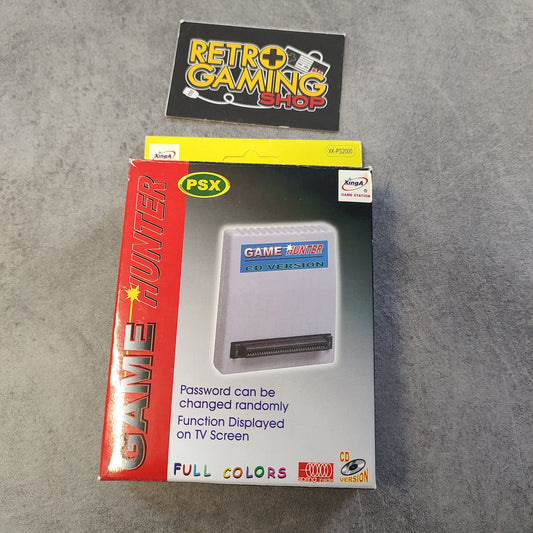 RETRO
GAMING
SHOP
XK-PS2000
XingA
PSX
XingA
®
GAME STATION
GAME HUNTER
GAME HUNTER
CD VERSION
Password can be
changed randomly
Function Displayed
on TV Screen
FULL COLORS
CD
VERSION